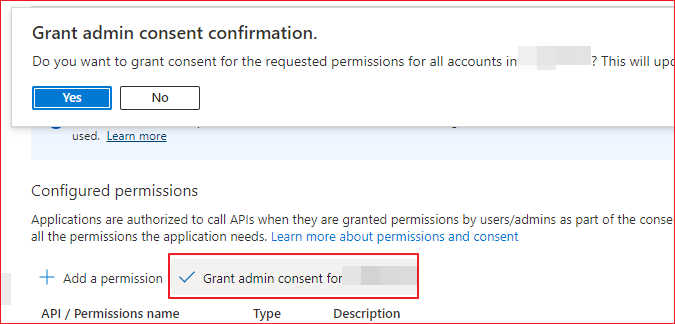 Grant admin consent confirmation.
Do you want to grant consent for the requested permissions for all accounts in ? This will upd
Yes No
used. Learn more
Configured permissions
Applications are authorized to call APIs when they are granted permissions by users/admins as part of the conse
all the permissions the application needs. Learn more about permissions and consent
Add a permission Grant admin consent for
API / Permissions name Type Description